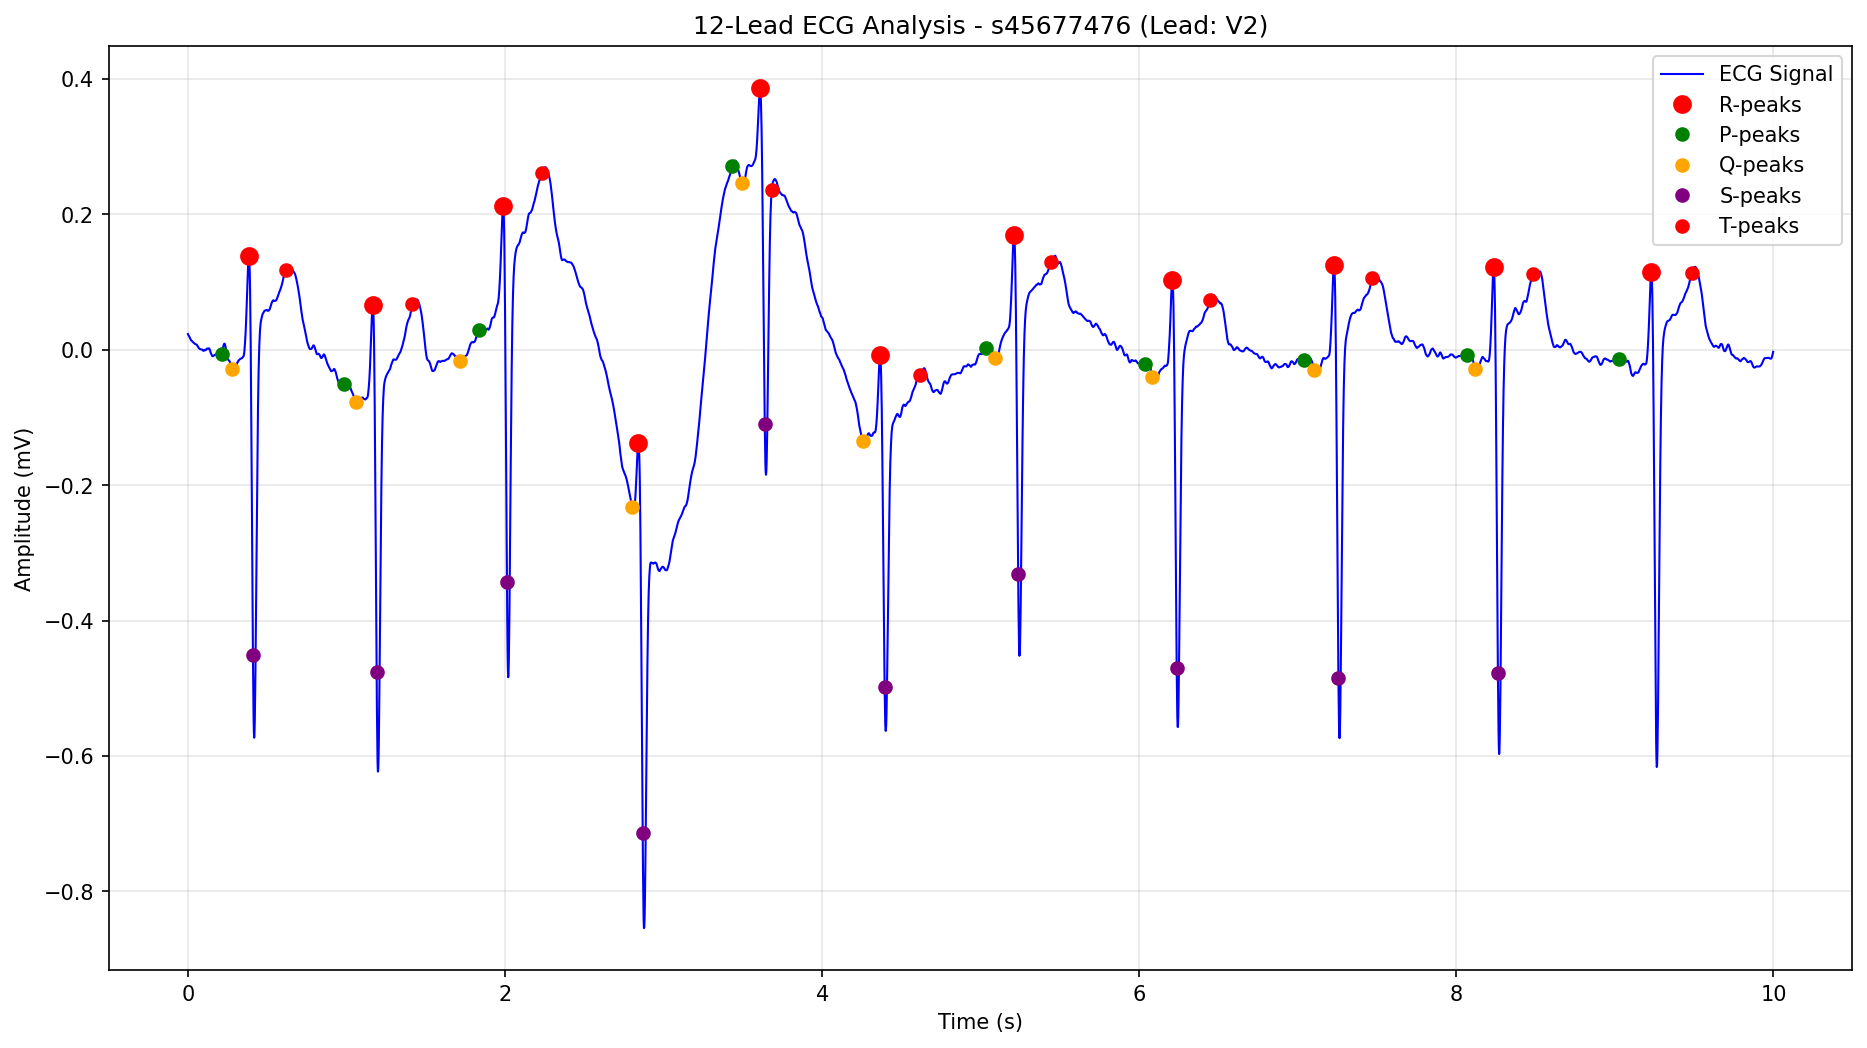 12-Lead ECG Analysis - s45677476 (Lead: V2)
ECG Signal
R-peaks
P-peaks
Q-peaks
S-peaks
T-peaks
Amplitude (mV)
0.4
0.2
0.0
−0.2
−0.4
−0.6
−0.8
0 2 4 6 8 10
Time (s)